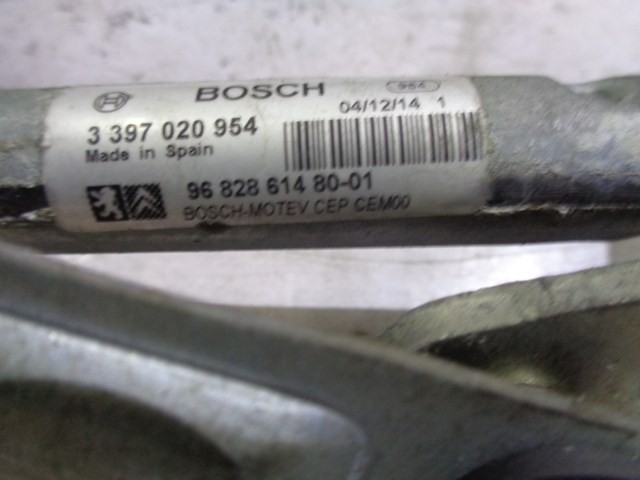 BOSCH 954
04/12/14 1
3 397 020 954
Made in Spain
96 828 614 80-01
BOSCH-MOTEV CEP CEM00